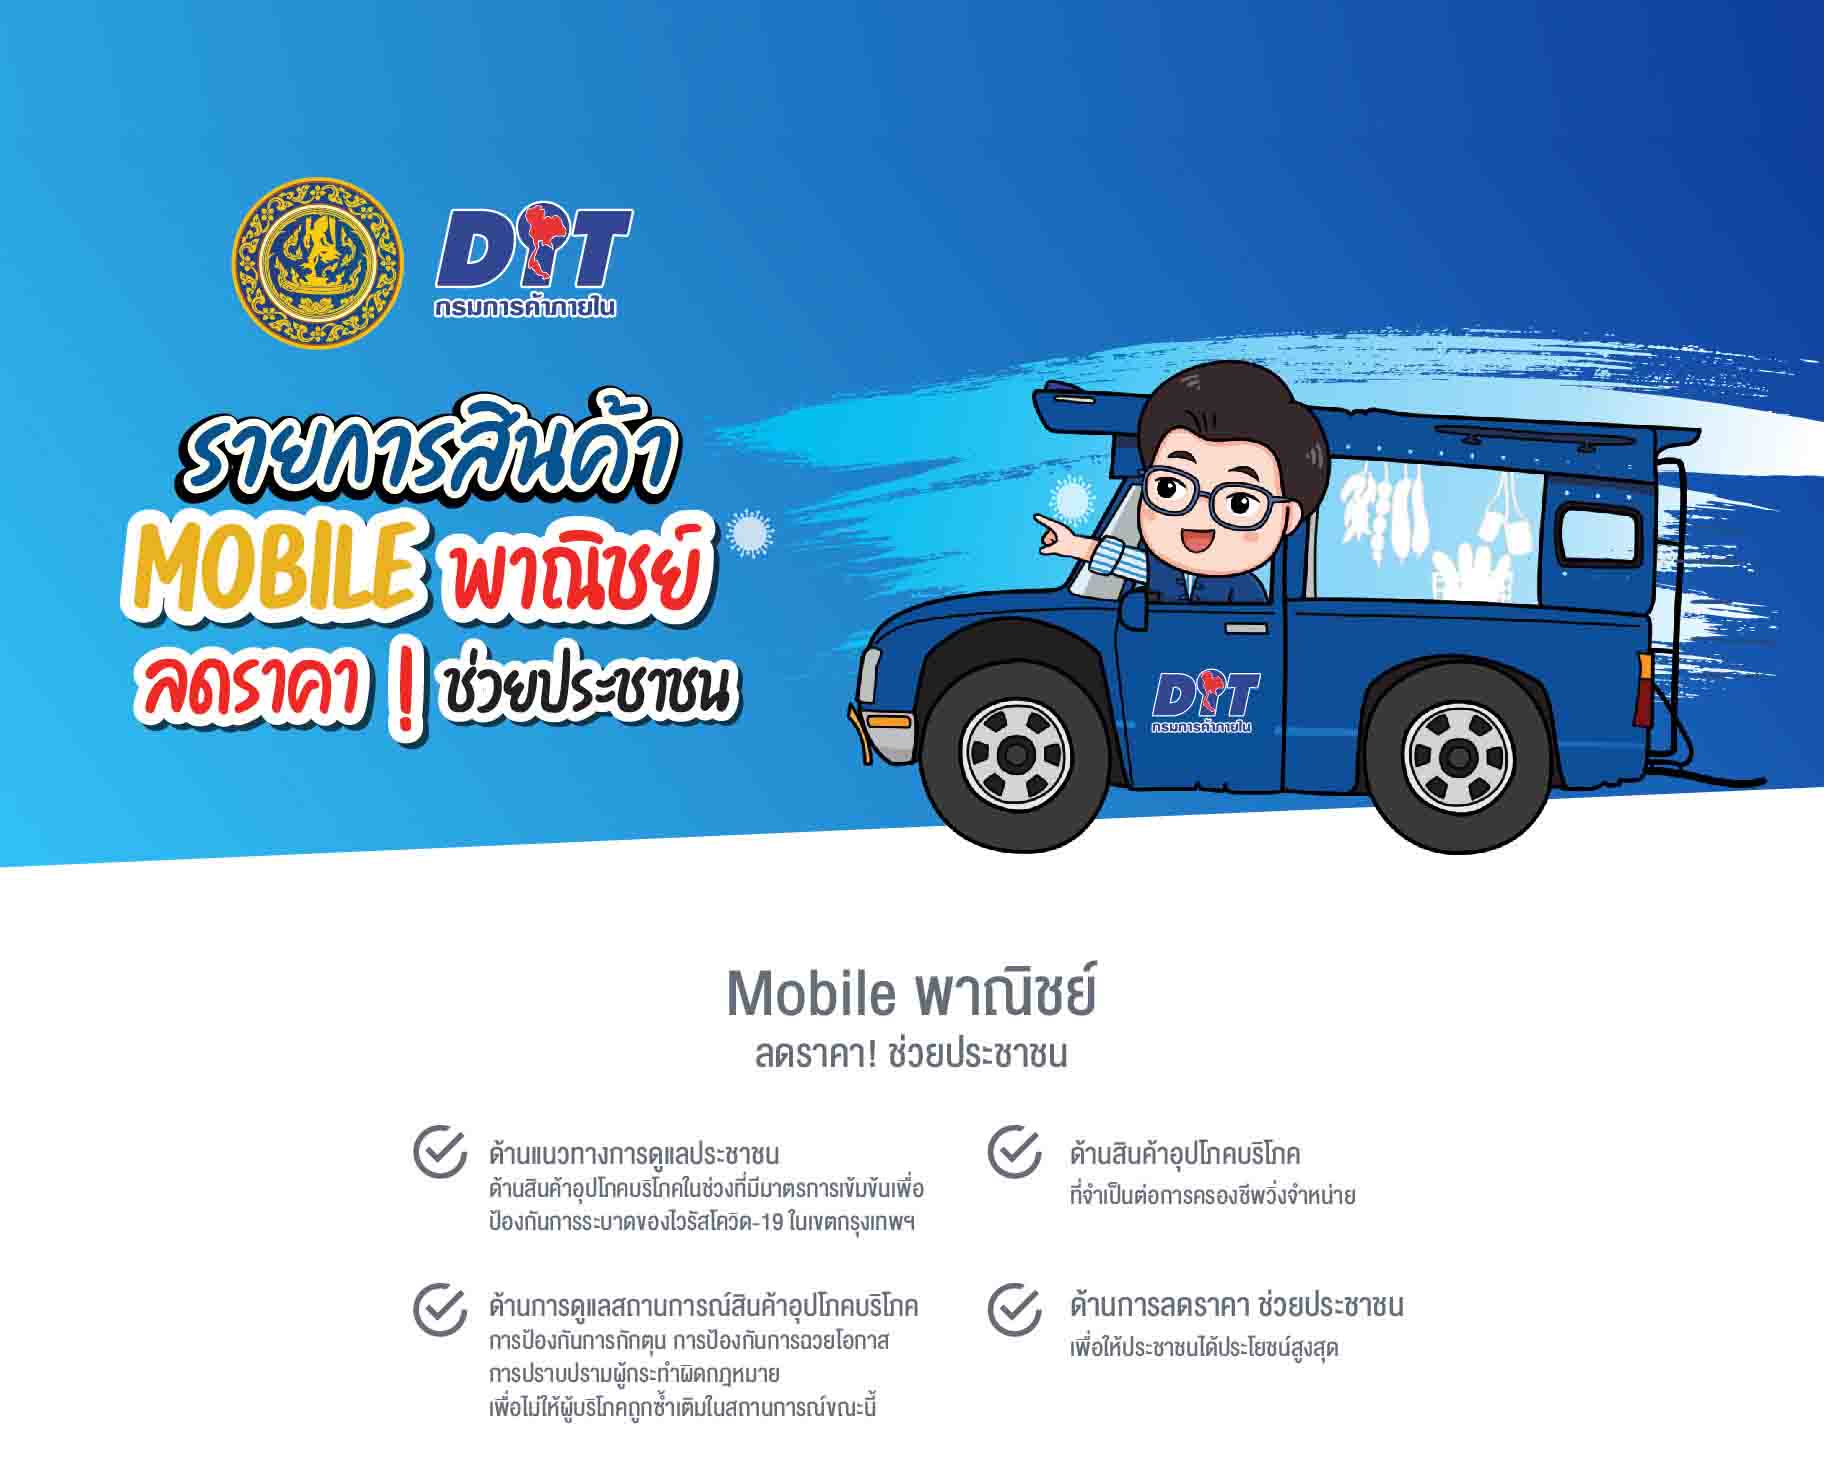 DIT
กรมการค้าภายใน
รายการสินค้า
MOBILE พาณิชย์
ลดราคา ! ช่วยประชาชน
DIT
กรมการค้าภายใน
Mobile พาณิชย์
ลดราคา! ช่วยประชาชน
ด้านแนวทางการดูแลประชาชน
ด้านสินค้าอุปโภคบริโภคในช่วงที่มีมาตรการเข้มข้นเพื่อ
ป้องกันการระบาดของไวรัสโควิด-19 ในเขตกรุงเทพฯ
ด้านสินค้าอุปโภคบริโภค
ที่จำเป็นต่อการครองชีพวิ่งจำหน่าย
ด้านการดูแลสถานการณ์สินค้าอุปโภคบริโภค
การป้องกันการกักตุน การป้องกันการฉวยโอกาส
การปราบปรามผู้กระทำผิดกฎหมาย
เพื่อไม่ให้ผู้บริโภคถูกซ้ำเติมในสถานการณ์ขณะนี้
ด้านการลดราคา ช่วยประชาชน
เพื่อให้ประชาชนได้ประโยชน์สูงสุด